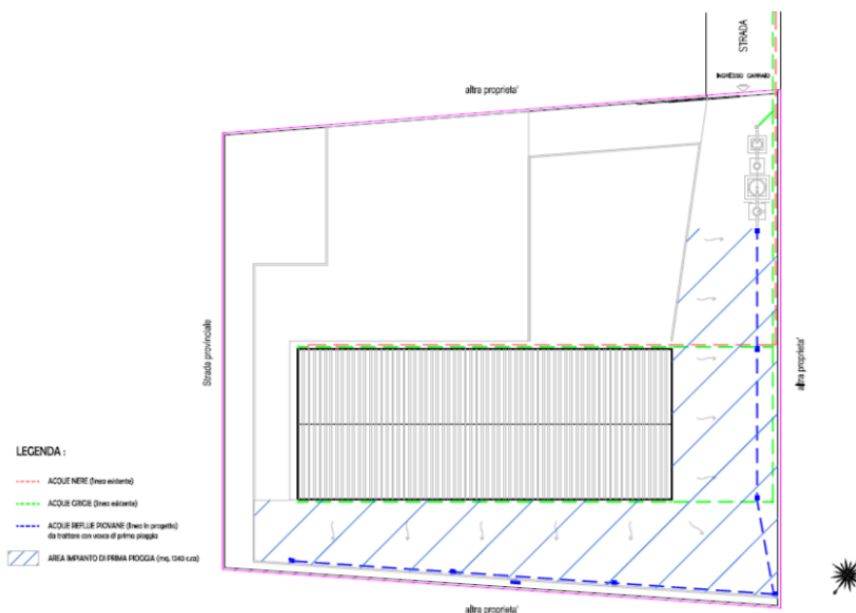 STRADA
INGRESSO CARRAIO
altra proprieta'
Strada provinciale
altra proprieta'
LEGENDA :
ACQUE NERE (linea esistente)
ACQUE GRIGIE (linea esistente)
ACQUE REFLUE PIOVANE (linea in progetto)
da trattare con vasca di prima pioggia
AREA IMPIANTO DI PRIMA PIOGGIA (mq. 1240 c.ca)
altra proprieta'